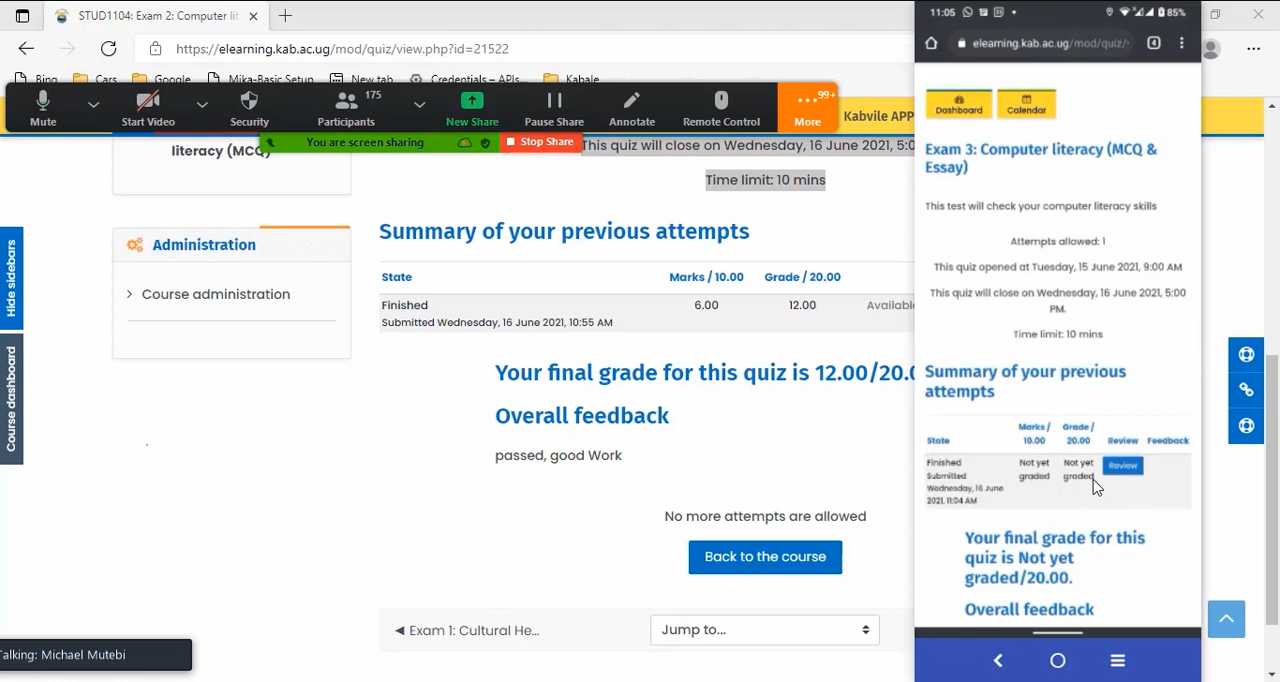 STUD1104: Exam 2: Computer lit
https://elearning.kab.ac.ug/mod/quiz/view.php?id=21522
Bing
Cars
Google
Mika-Basic Setup
New tab
Credentials – APIs...
Kabale
Mute
Start Video
Security
Participants
175
New Share
Pause Share
Annotate
Remote Control
More
99+
You are screen sharing
Stop Share
Kabvile APP
literacy (MCQ)
This quiz will close on Wednesday, 16 June 2021, 5:0
Time limit: 10 mins
Hide sidebars
Course dashboard
Administration
Course administration
Summary of your previous attempts
State
Marks / 10.00
Grade / 20.00
Finished
6.00
12.00
Availabl
Submitted Wednesday, 16 June 2021, 10:55 AM
Your final grade for this quiz is 12.00/20.0
Overall feedback
passed, good Work
No more attempts are allowed
Back to the course
◄ Exam 1: Cultural He...
Jump to...
Talking: Michael Mutebi
11:05
85%
elearning.kab.ac.ug/mod/quiz/
4
Dashboard
Calendar
Exam 3: Computer literacy (MCQ &
Essay)
This test will check your computer literacy skills
Attempts allowed: 1
This quiz opened at Tuesday, 15 June 2021, 9:00 AM
This quiz will close on Wednesday, 16 June 2021, 5:00
PM.
Time limit: 10 mins
Summary of your previous
attempts
State
Marks /
10.00
Grade /
20.00
Review
Feedback
Finished
Submitted
Wednesday, 16 June
2021, 11:04 AM
Not yet
graded
Not yet
graded
Review
Your final grade for this
quiz is Not yet
graded/20.00.
Overall feedback